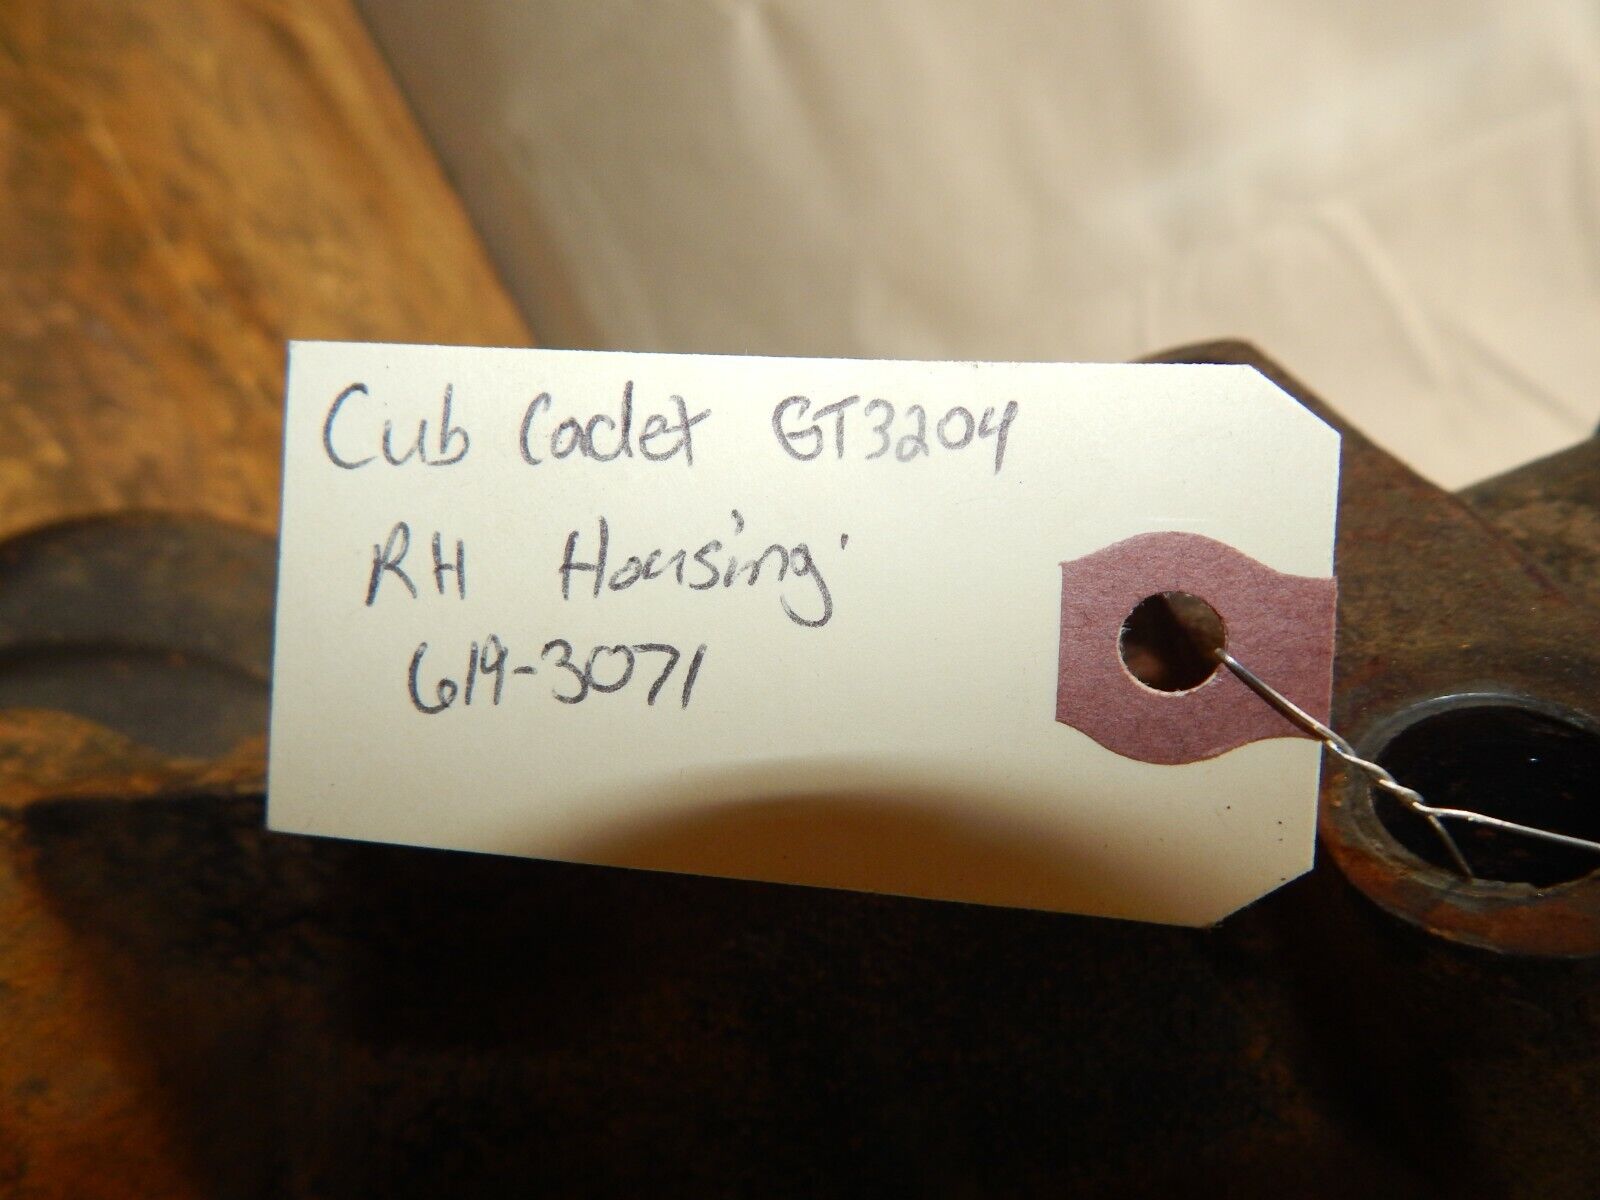 Cub Cadet GT3204
RH Housing
619-3071